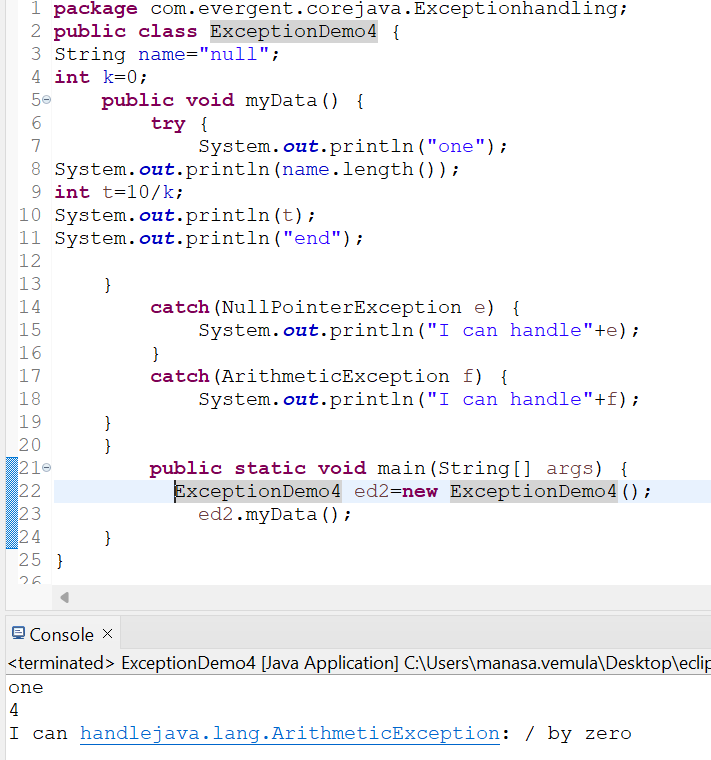 1 package com.evergent.corejava.Exceptionhandling;
2 public class ExceptionDemo4 {
3 String name="null";
4 int k=0;
5 public void myData() {
6 try {
7 System.out.println("one");
8 System.out.println(name.length());
9 int t=10/k;
10 System.out.println(t);
11 System.out.println("end");
12
13 }
14 catch(NullPointerException e) {
15 System.out.println("I can handle"+e);
16 }
17 catch(ArithmeticException f) {
18 System.out.println("I can handle"+f);
19 }
20 }
21 public static void main(String[] args) {
22 ExceptionDemo4 ed2=new ExceptionDemo4();
23 ed2.myData();
24 }
25 }
26
Console
<terminated> ExceptionDemo4 [Java Application] C:\Users\manasa.vemula\Desktop\eclip
one
4
I can handlejava.lang.ArithmeticException: / by zero